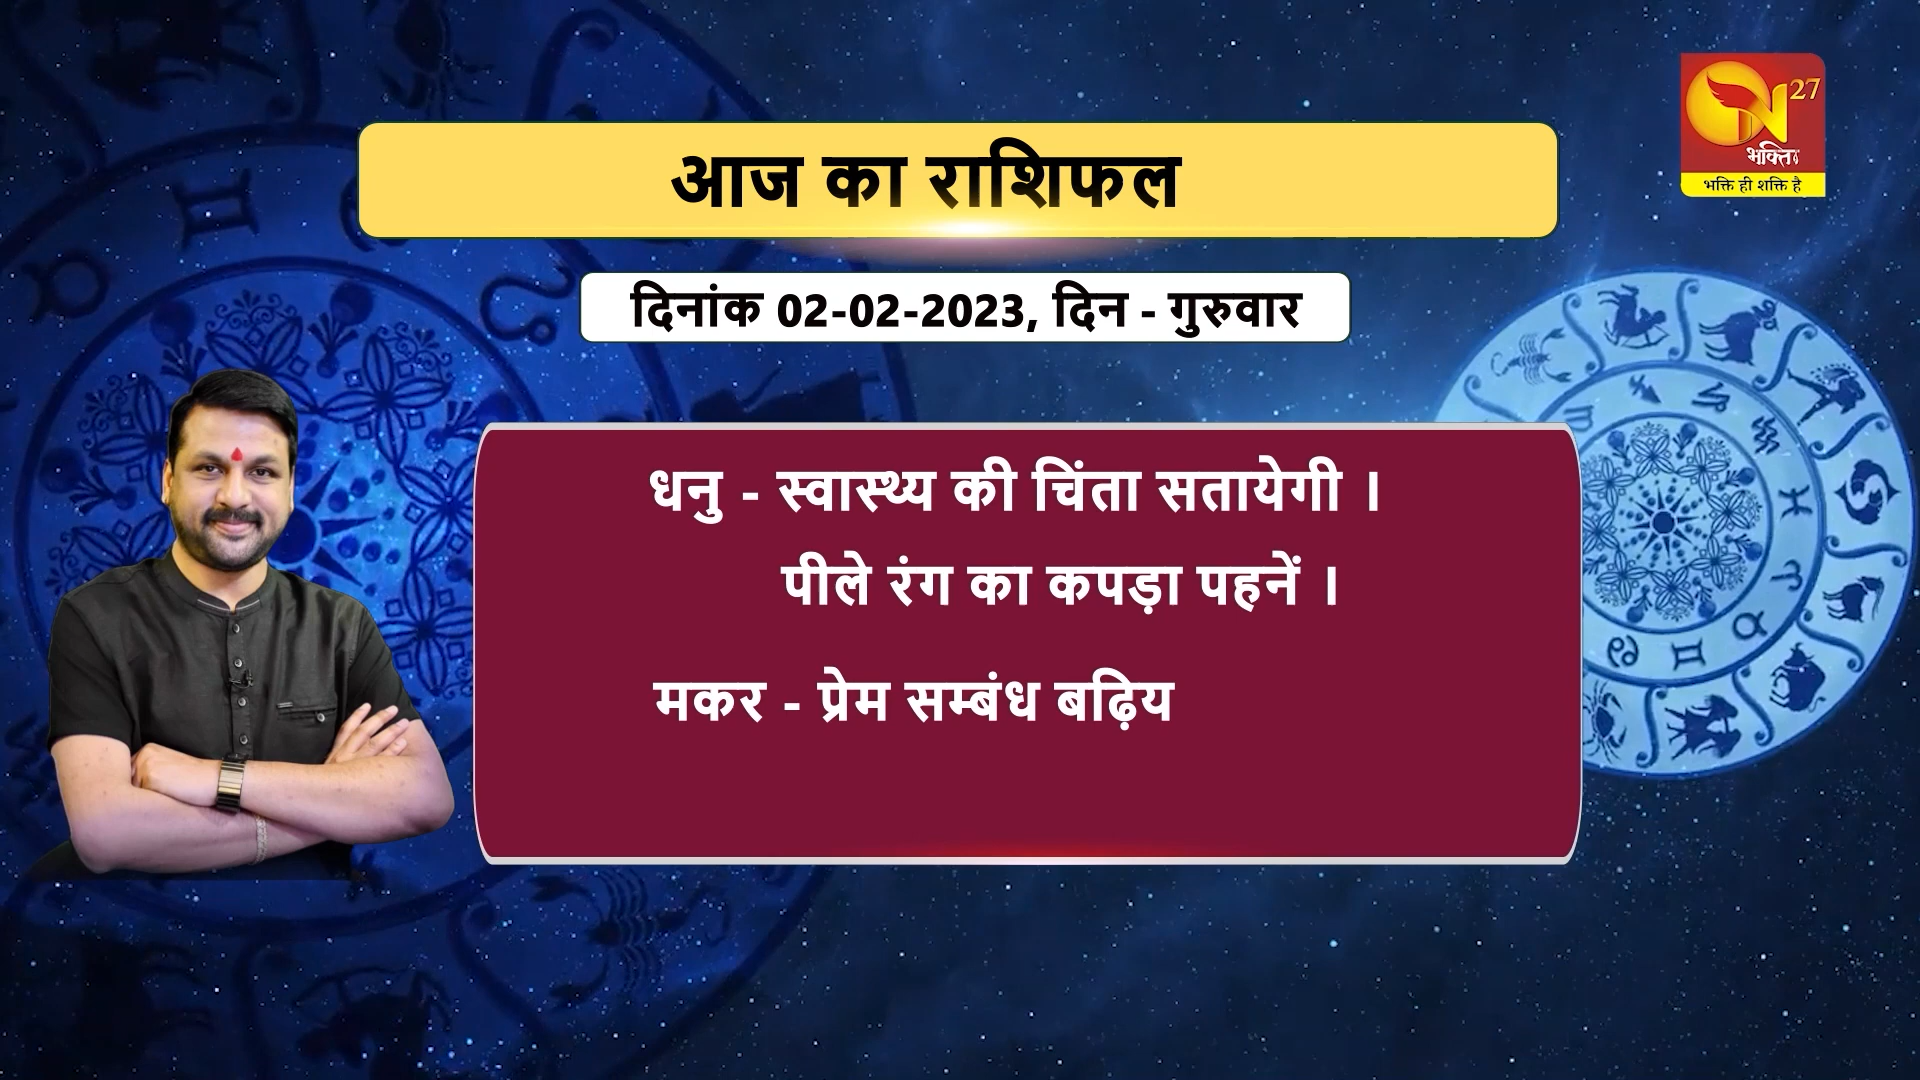 आज का राशिफल
27
भक्ति
भक्ति ही शक्ति है
दिनांक 02-02-2023, दिन - गुरुवार
धनु - स्वास्थ्य की चिंता सतायेगी ।
पीले रंग का कपड़ा पहनें ।
मकर - प्रेम सम्बंध बढ़िय